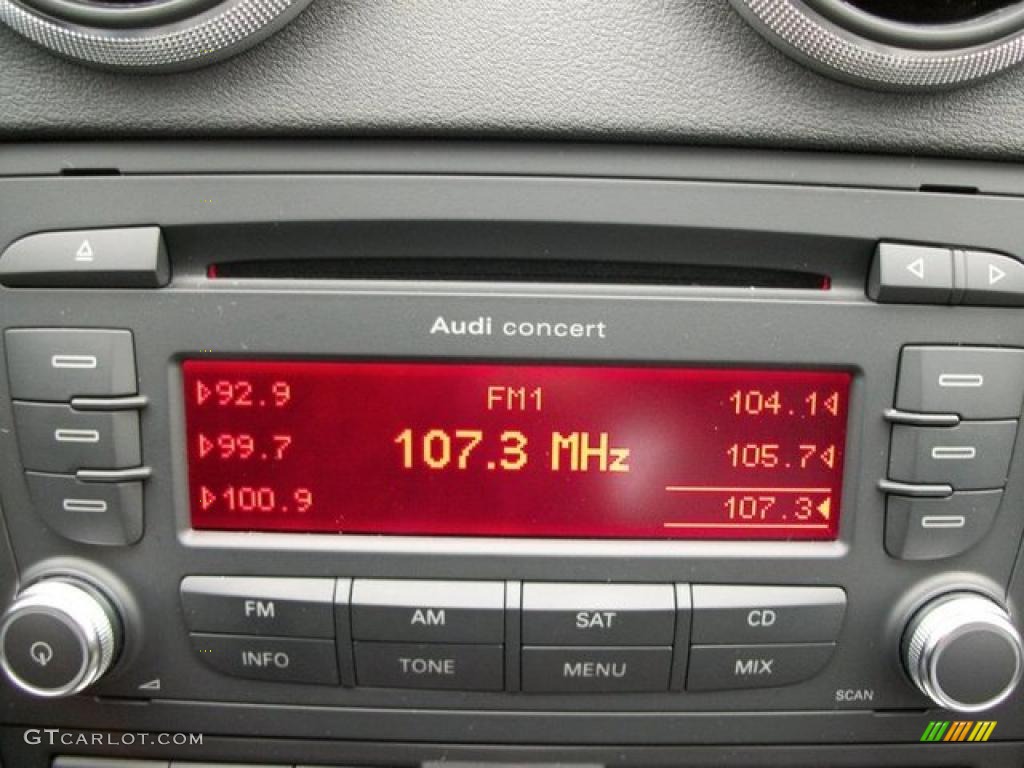 Audi concert
92.9 FM1 104.1
99.7 107.3 MHz 105.7
100.9 107.3
FM AM SAT CD
INFO TONE MENU MIX
SCAN
GTCARLOT.COM